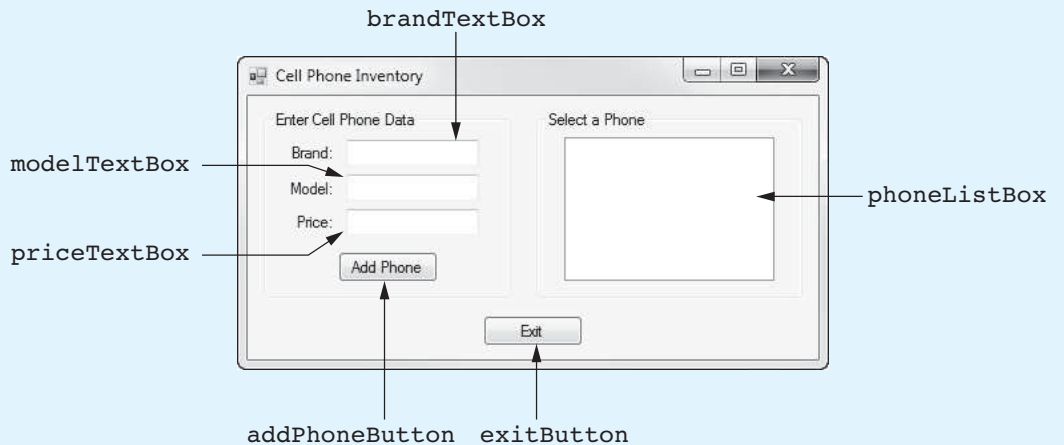 brandTextBox
Cell Phone Inventory
Enter Cell Phone Data
Select a Phone
Brand:
modelTextBox
Model:
phoneListBox
Price:
priceTextBox
Add Phone
Exit
addPhoneButton exitButton